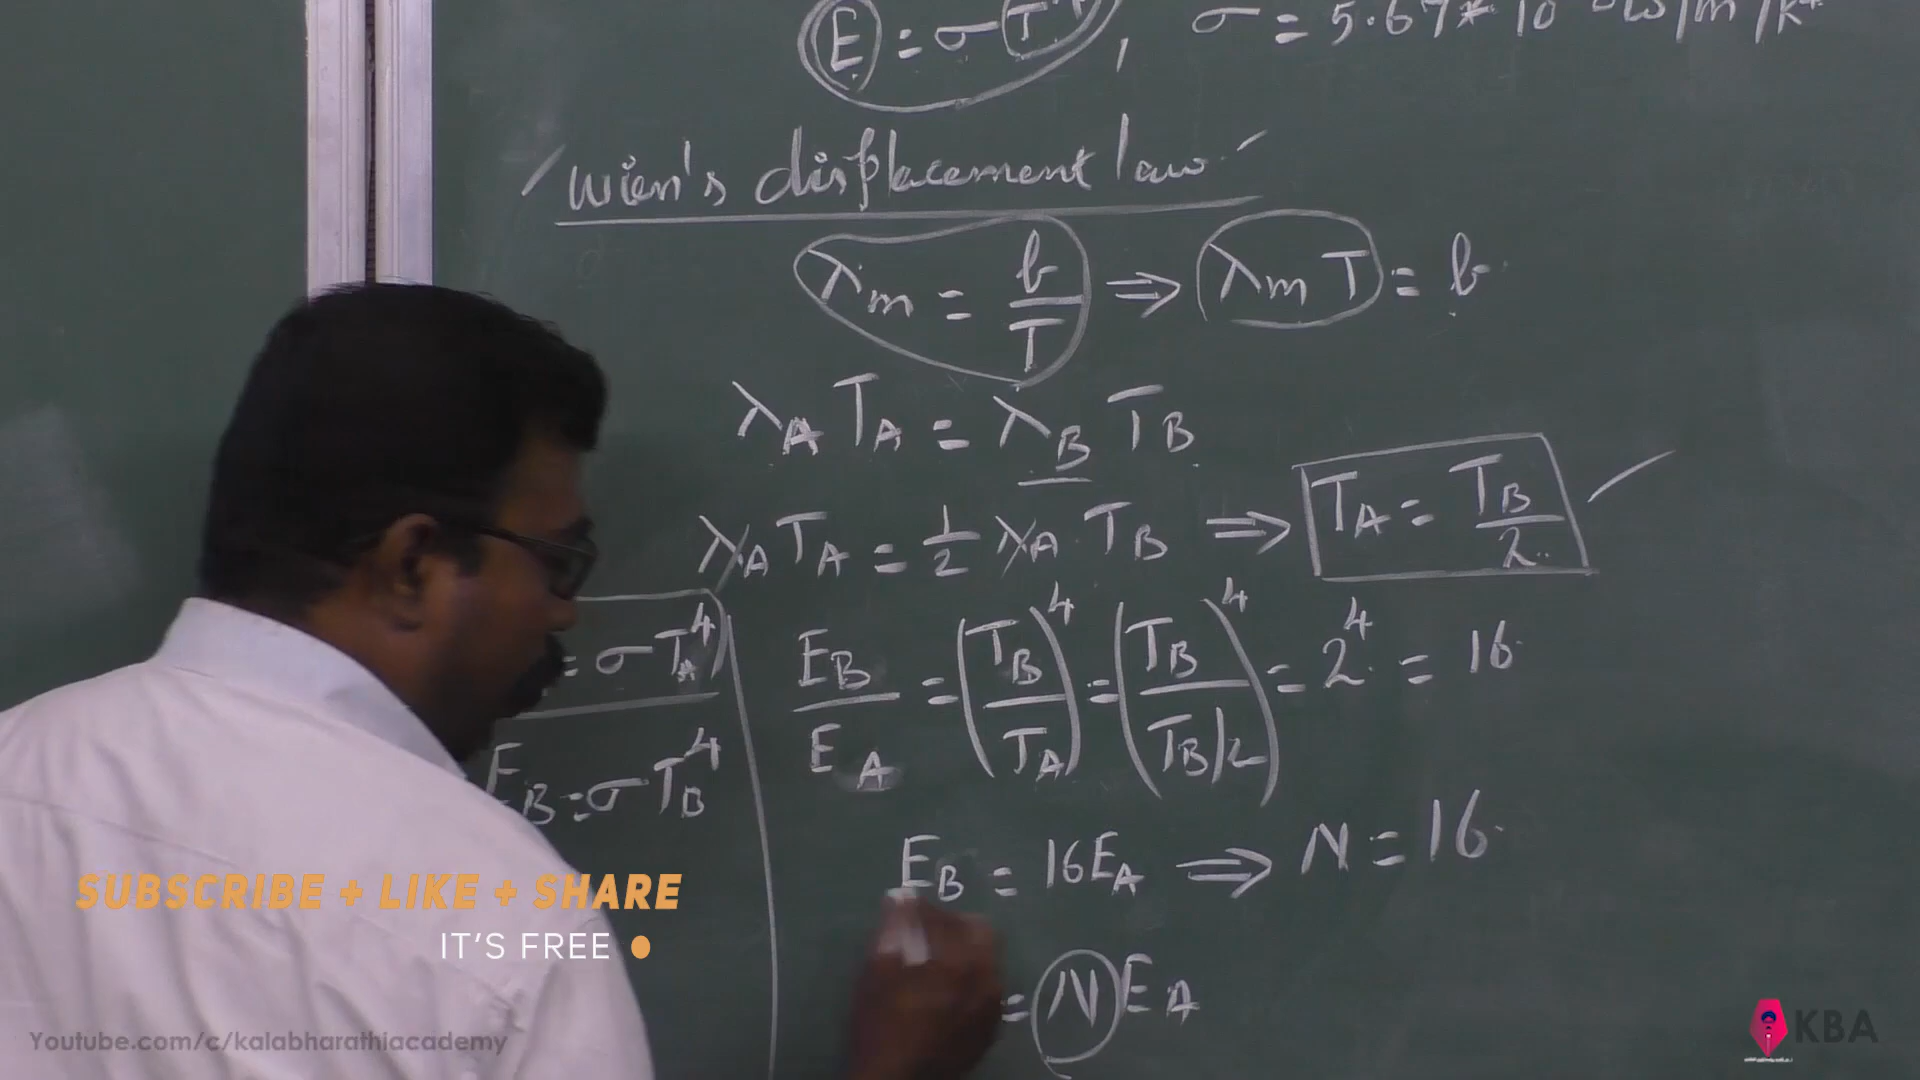 E = σT⁴, σ = 5.67 * 10 W/m /k⁴
Wien's displacement law
λm = b/T ⇒ λm T = b
λA TA = λB TB
λA TA = 1/2 λA TB ⇒ TA = TB/2
= σTA⁴
EB/EA = (TB/TA)⁴ = (TB/TB/2)⁴ = 2⁴ = 16
EB = σTB⁴
EB = 16EA ⇒ N = 16
= N EA
SUBSCRIBE + LIKE + SHARE
IT'S FREE
Youtube.com/c/kalabharathiacademy
KBA